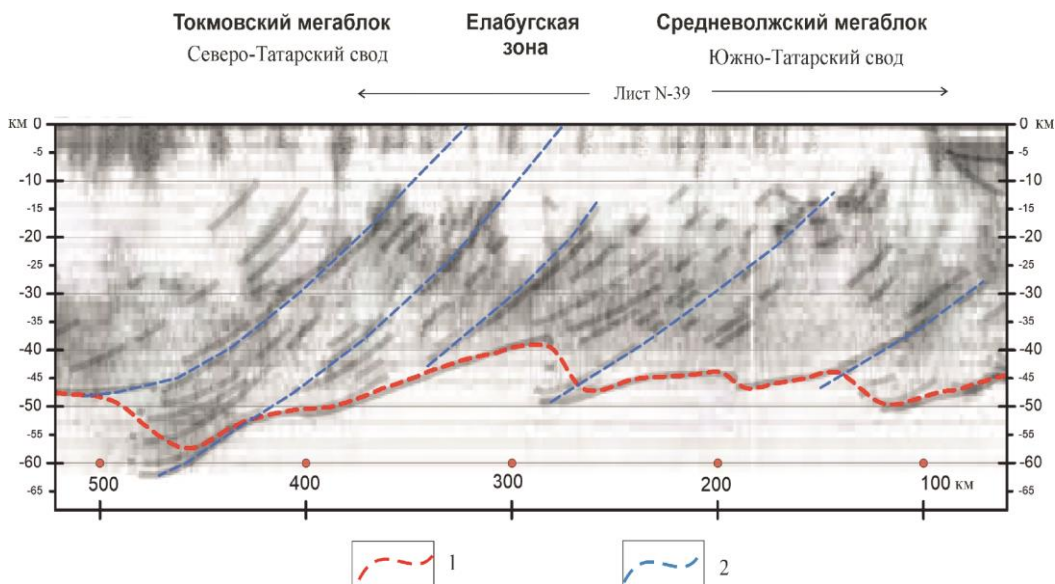 Токмовский мегаблок Елабугская Средневолжский мегаблок
Северо-Татарский свод зона Южно-Татарский свод
Лист N-39
км 0 0 км
-5 -5
-10 -10
-15 -15
-20 -20
-25 -25
-30 -30
-35 -35
-40 -40
-45 -45
-50 -50
-55 -55
-60 -60
-65 -65
500 400 300 200 100 км
1 2